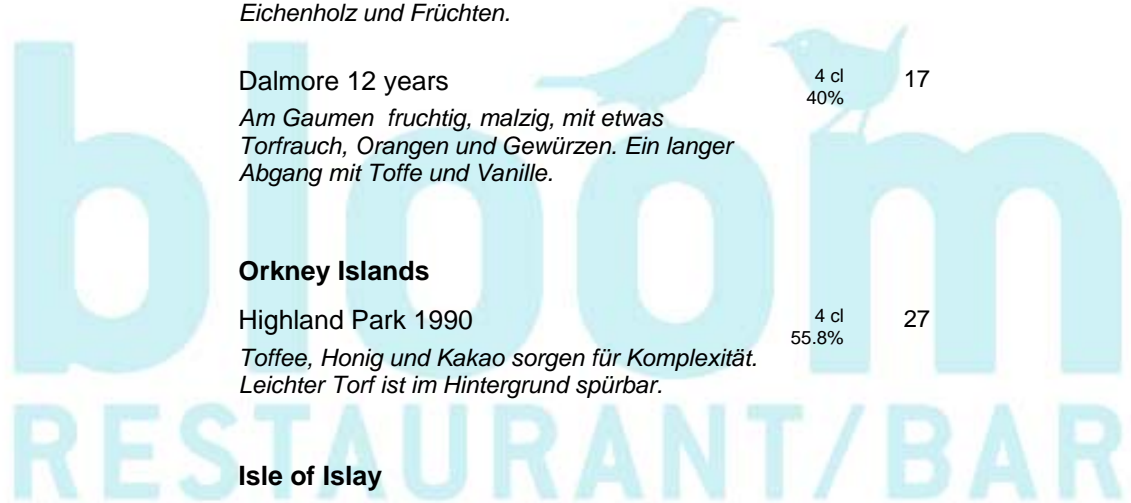 Eichenholz und Früchten.
Dalmore 12 years 4 cl 17
40%
Am Gaumen fruchtig, malzig, mit etwas
Torfrauch, Orangen und Gewürzen. Ein langer
Abgang mit Toffe und Vanille.
Orkney Islands
Highland Park 1990 4 cl 27
55.8%
Toffee, Honig und Kakao sorgen für Komplexität.
Leichter Torf ist im Hintergrund spürbar.
Isle of Islay
bloom
RESTAURANT/BAR